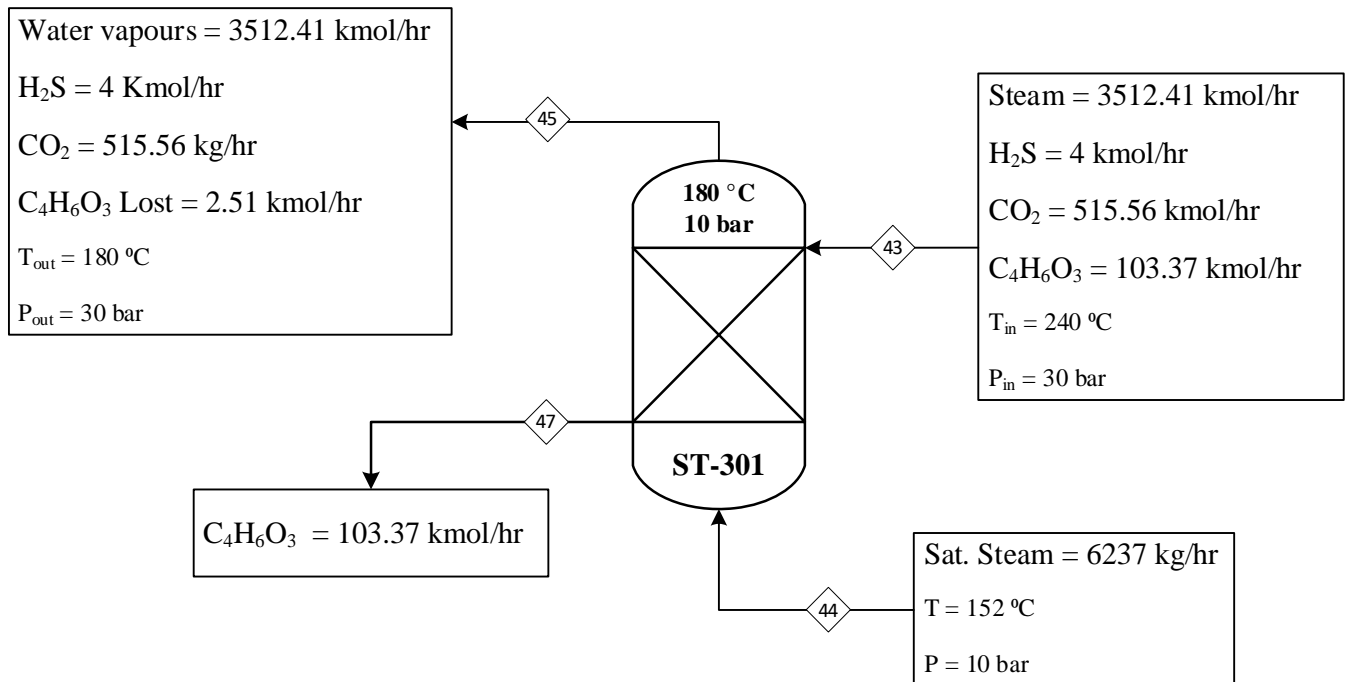 Water vapours = 3512.41 kmol/hr
H₂S = 4 Kmol/hr
CO₂ = 515.56 kg/hr
C₄H₆O₃ Lost = 2.51 kmol/hr
Tout = 180 ⁰C
Pout = 30 bar
45
180 °C
10 bar
43
Steam = 3512.41 kmol/hr
H₂S = 4 kmol/hr
CO₂ = 515.56 kmol/hr
C₄H₆O₃ = 103.37 kmol/hr
Tin = 240 ⁰C
Pin = 30 bar
47
ST-301
C₄H₆O₃ = 103.37 kmol/hr
44
Sat. Steam = 6237 kg/hr
T = 152 ⁰C
P = 10 bar